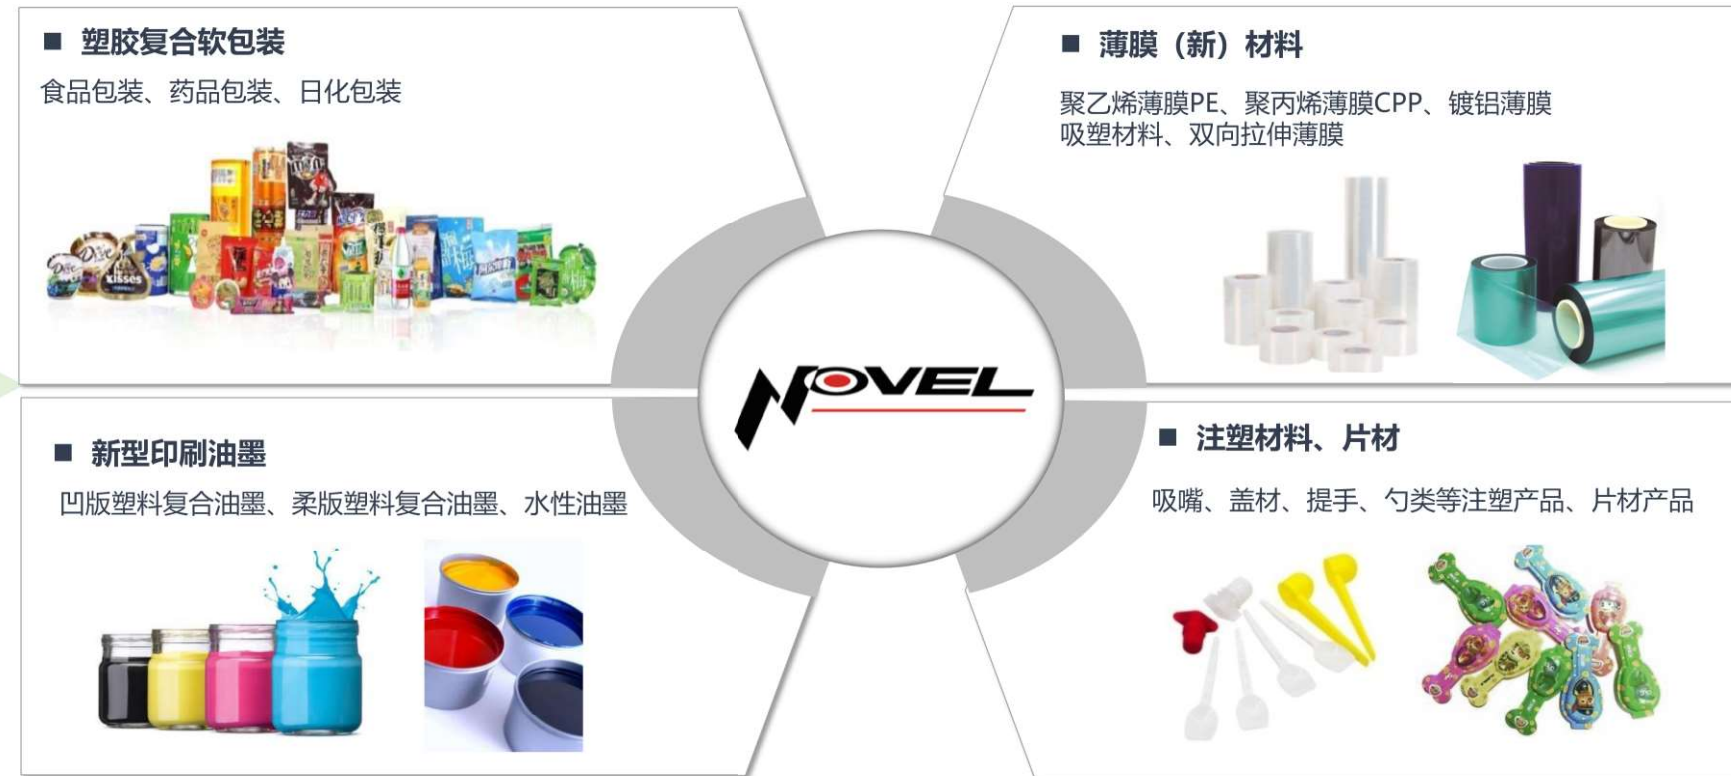 ■ 塑胶复合软包装
食品包装、药品包装、日化包装
■ 薄膜（新）材料
聚乙烯薄膜PE、聚丙烯薄膜CPP、镀铝薄膜
吸塑材料、双向拉伸薄膜
NOVEL
■ 新型印刷油墨
凹版塑料复合油墨、柔版塑料复合油墨、水性油墨
■ 注塑材料、片材
吸嘴、盖材、提手、勺类等注塑产品、片材产品
Dove
Dove
KISSES